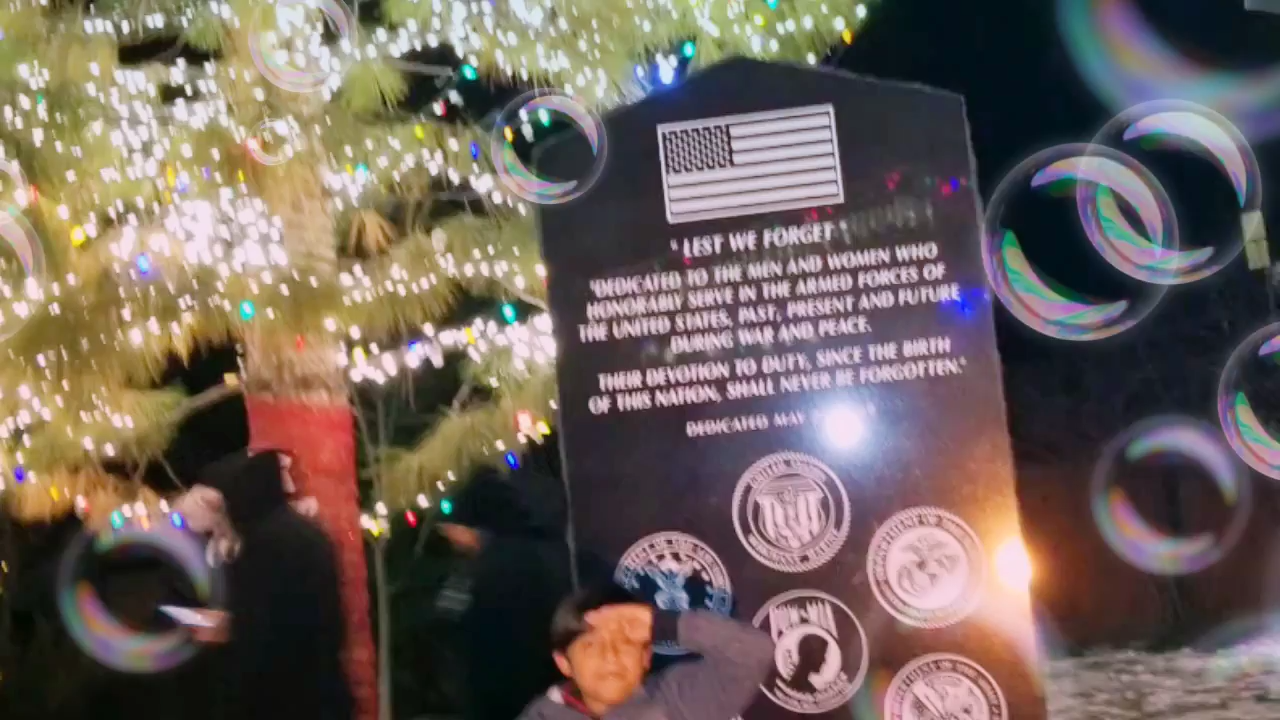 " LEST WE FORGET "
"DEDICATED TO THE MEN AND WOMEN WHO
HONORABLY SERVE IN THE ARMED FORCES OF
THE UNITED STATES, PAST, PRESENT AND FUTURE
DURING WAR AND PEACE.
THEIR DEVOTION TO DUTY, SINCE THE BIRTH
OF THIS NATION, SHALL NEVER BE FORGOTTEN."
DEDICATED MAY
POW★MIA